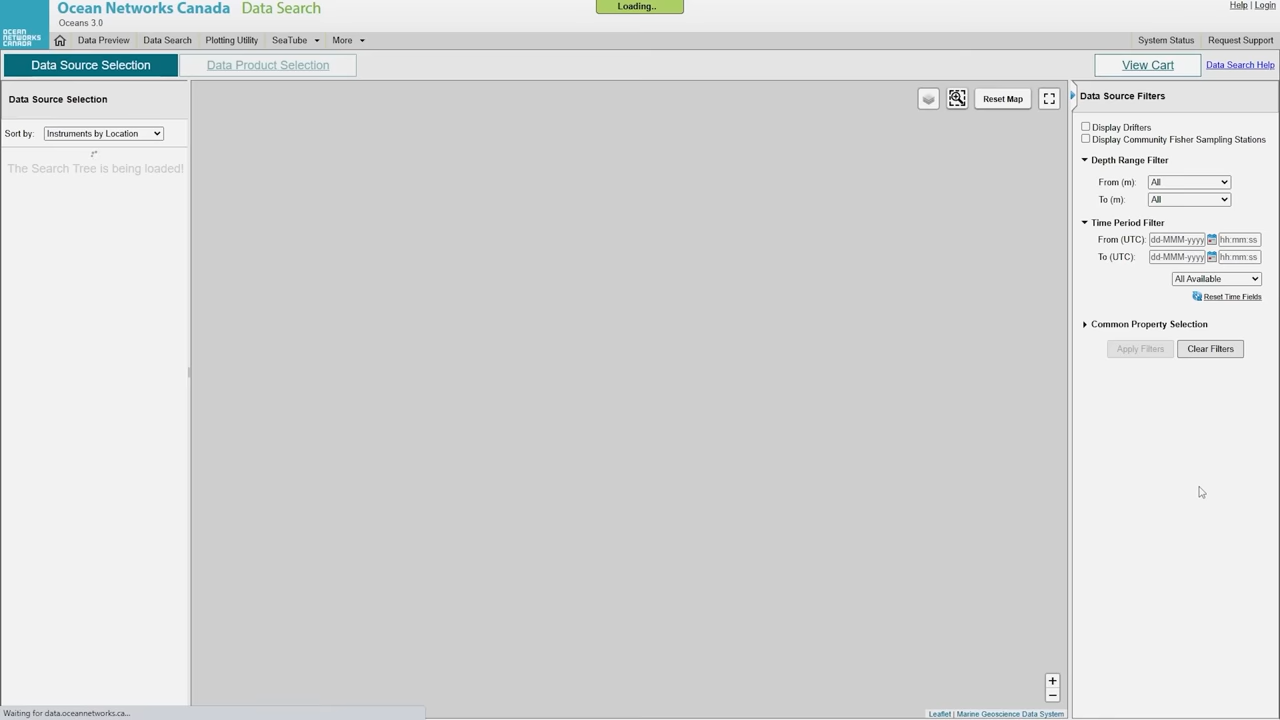 Ocean Networks Canada Data Search
Loading..
Help | Login
Oceans 3.0
OCEAN
NETWORKS
CANADA
Data Preview
Data Search
Plotting Utility
SeaTube
More
System Status
Request Support
Data Source Selection
Data Product Selection
View Cart
Data Search Help
Data Source Selection
Sort by:
Instruments by Location
The Search Tree is being loaded!
Reset Map
Data Source Filters
Display Drifters
Display Community Fisher Sampling Stations
Depth Range Filter
From (m): All
To (m): All
Time Period Filter
From (UTC): dd-MMM-yyyy hh:mm:ss
To (UTC): dd-MMM-yyyy hh:mm:ss
All Available
Reset Time Fields
Common Property Selection
Apply Filters
Clear Filters
+
−
Waiting for data.oceannetworks.ca...
Leaflet | Marine Geoscience Data System